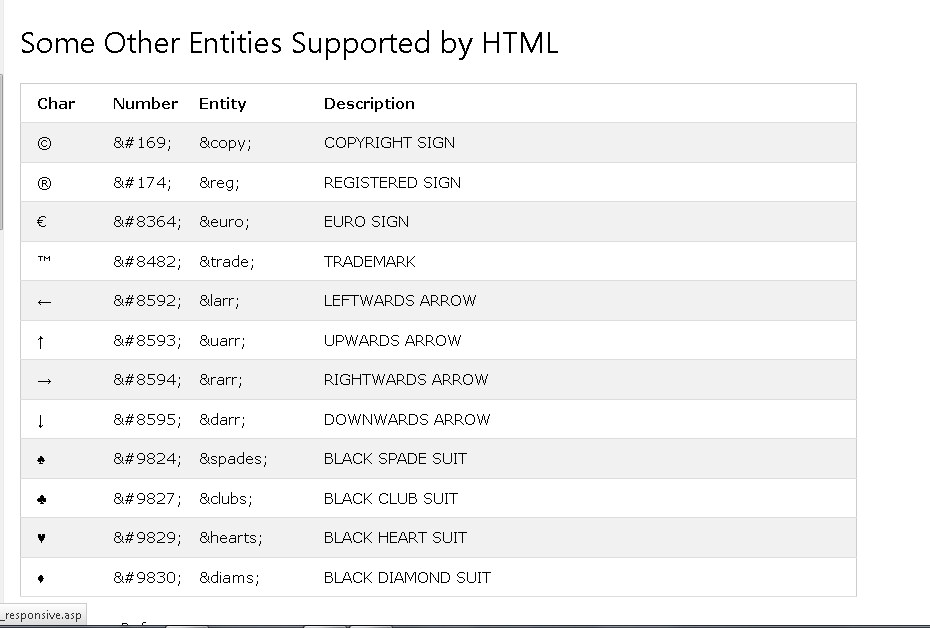 Some Other Entities Supported by HTML
Char Number Entity Description
© &#169; &copy; COPYRIGHT SIGN
® &#174; &reg; REGISTERED SIGN
€ &#8364; &euro; EURO SIGN
™ &#8482; &trade; TRADEMARK
← &#8592; &larr; LEFTWARDS ARROW
↑ &#8593; &uarr; UPWARDS ARROW
→ &#8594; &rarr; RIGHTWARDS ARROW
↓ &#8595; &darr; DOWNWARDS ARROW
♠ &#9824; &spades; BLACK SPADE SUIT
♣ &#9827; &clubs; BLACK CLUB SUIT
♥ &#9829; &hearts; BLACK HEART SUIT
♦ &#9830; &diams; BLACK DIAMOND SUIT
_responsive.asp